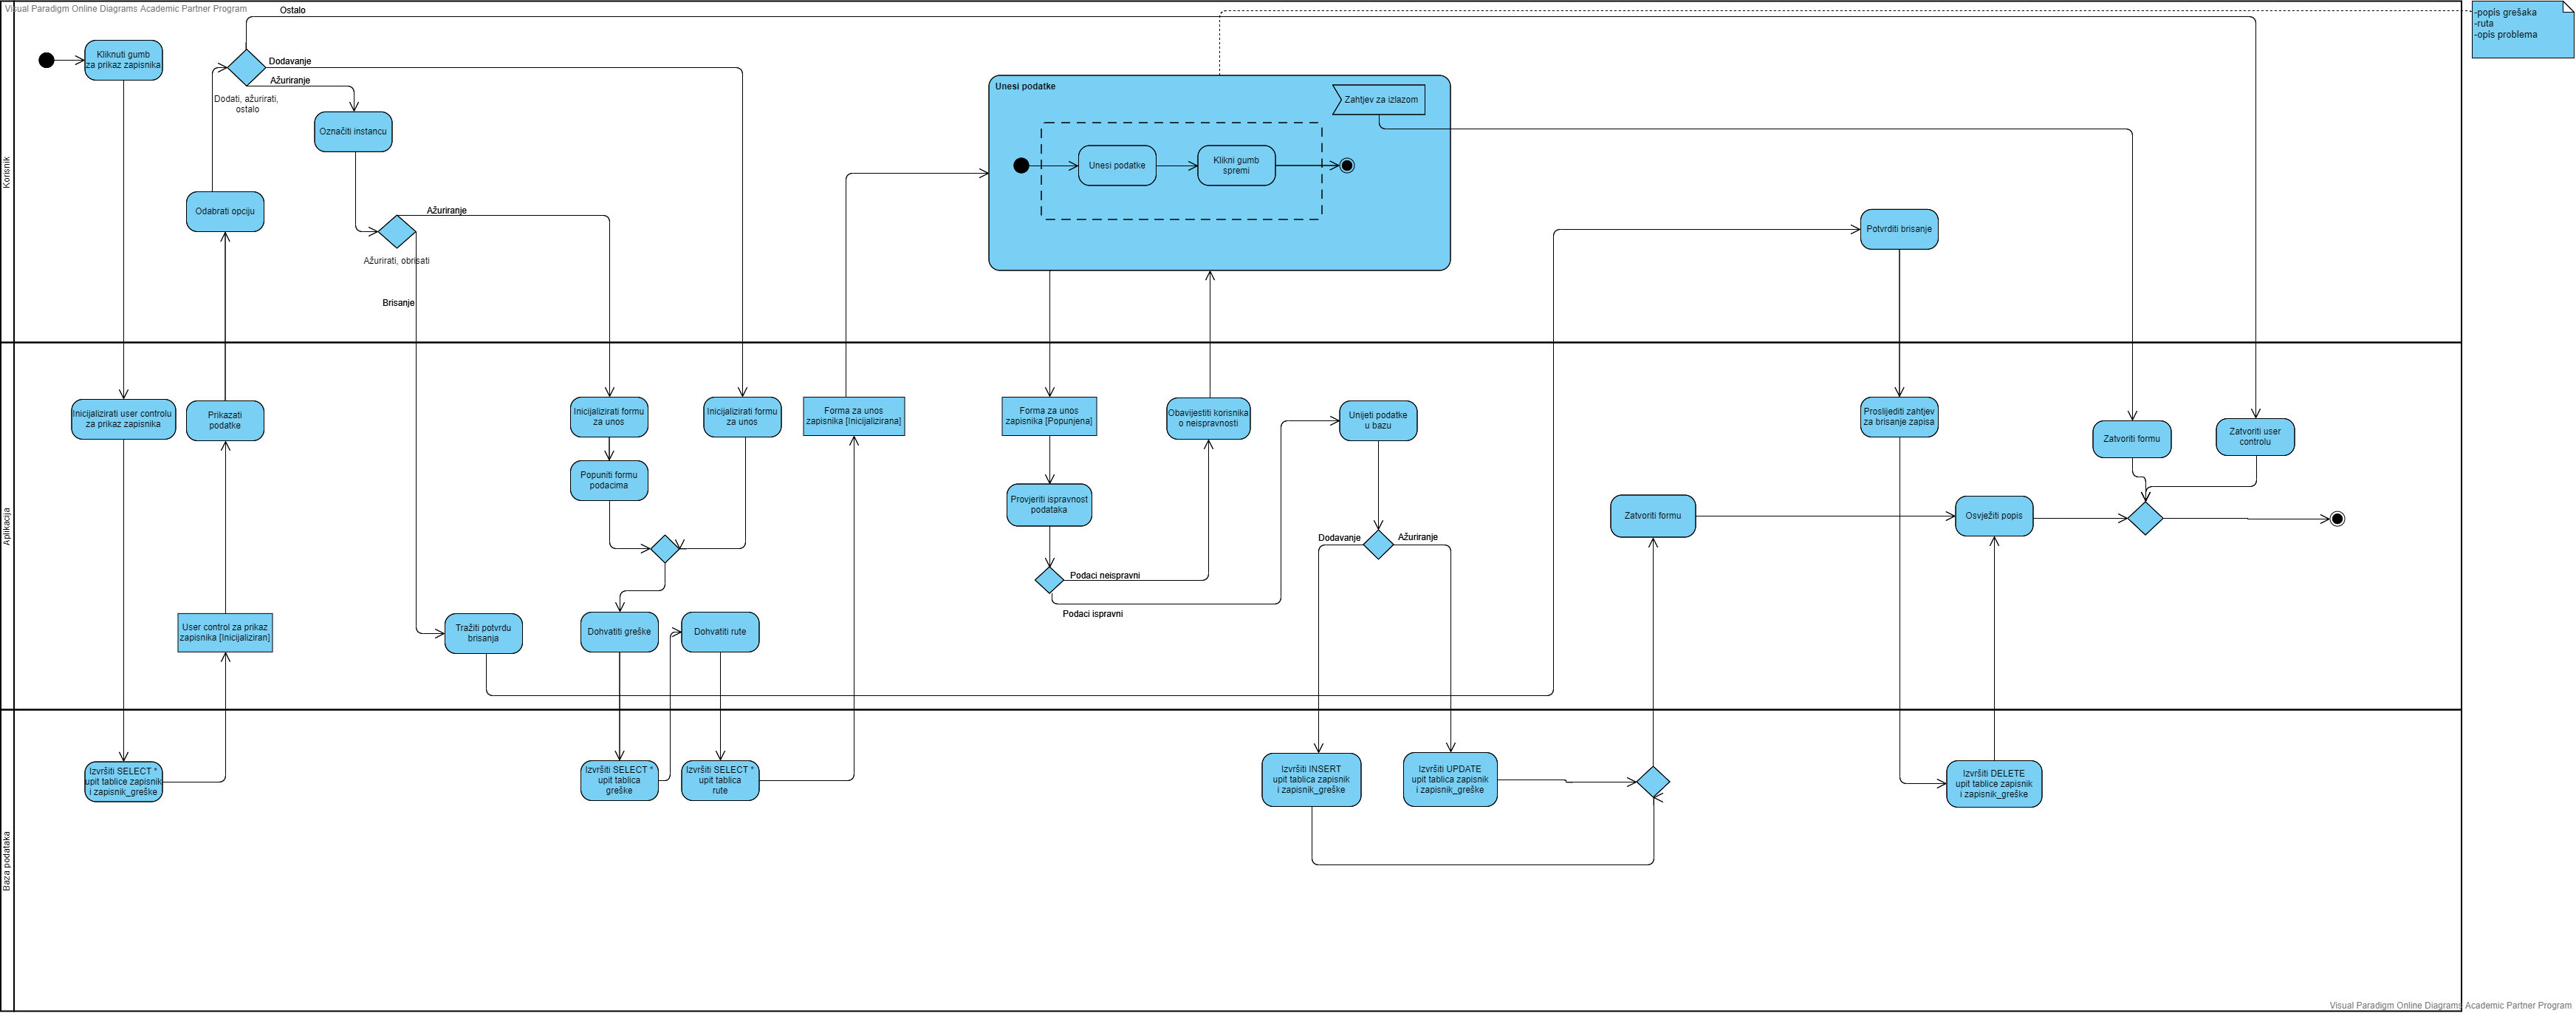 Visual Paradigm Online Diagrams Academic Partner Program
Ostalo
-popis grešaka
-ruta
-opis problema
Korisnik
Kliknuti gumb
za prikaz zapisnika
Dodavanje
Ažuriranje
Dodati, ažurirati,
ostalo
Označiti instancu
Odabrati opciju
Ažuriranje
Ažurirati, obrisati
Brisanje
Unesi podatke
Zahtjev za izlazom
Unesi podatke
Klikni gumb
spremi
Potvrditi brisanje
Aplikacija
Inicijalizirati user controlu
za prikaz zapisnika
Prikazati
podatke
Inicijalizirati formu
za unos
Inicijalizirati formu
za unos
Popuniti formu
podacima
Forma za unos
zapisnika [Inicijalizirana]
Forma za unos
zapisnika [Popunjena]
Obavijestiti korisnika
o neispravnosti
Unijeti podatke
u bazu
Proslijediti zahtjev
za brisanje zapisa
Zatvoriti formu
Zatvoriti user
controlu
Provjeriti ispravnost
podataka
Zatvoriti formu
Osvježiti popis
Dodavanje
Ažuriranje
Podaci neispravni
Podaci ispravni
User control za prikaz
zapisnika [Inicijaliziran]
Tražiti potvrdu
brisanja
Dohvatiti greške
Dohvatiti rute
Baza podataka
Izvršiti SELECT *
upit tablice zapisnik
i zapisnik_greške
Izvršiti SELECT *
upit tablica
greške
Izvršiti SELECT *
upit tablica
rute
Izvršiti INSERT
upit tablica zapisnik
i zapisnik_greške
Izvršiti UPDATE
upit tablica zapisnik
i zapisnik_greške
Izvršiti DELETE
upit tablice zapisnik
i zapisnik_greške
Visual Paradigm Online Diagrams Academic Partner Program